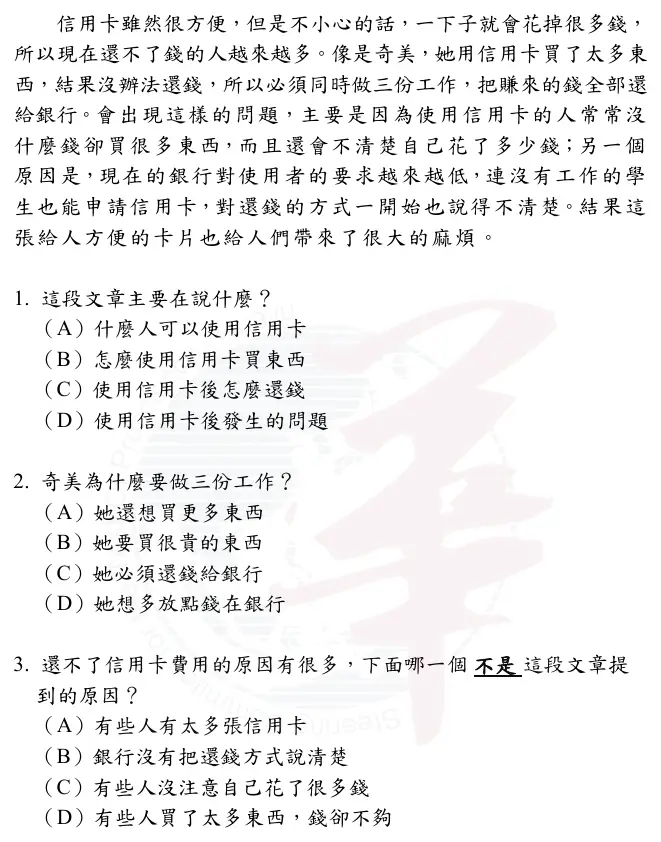 信用卡雖然很方便，但是不小心的話，一下子就會花掉很多錢，
所以現在還不了錢的人越來越多。像是奇美，她用信用卡買了太多東
西，結果沒辦法還錢，所以必須同時做三份工作，把賺來的錢全部還
給銀行。會出現這樣的問題，主要是因為使用信用卡的人常常沒
什麼錢卻買很多東西，而且還會不清楚自己花了多少錢；另一個
原因是，現在的銀行對使用者的要求越來越低，連沒有工作的學
生也能申請信用卡，對還錢的方式一開始也說得不清楚。結果這
張給人方便的卡片也給人們帶來了很大的麻煩。
1. 這段文章主要在說什麼？
（A）什麼人可以使用信用卡
（B）怎麼使用信用卡買東西
（C）使用信用卡後怎麼還錢
（D）使用信用卡後發生的問題
2. 奇美為什麼要做三份工作？
（A）她還想買更多東西
（B）她要買很貴的東西
（C）她必須還錢給銀行
（D）她想多放點錢在銀行
3. 還不了信用卡費用的原因有很多，下面哪一個 不是 這段文章提
到的原因？
（A）有些人有太多張信用卡
（B）銀行沒有把還錢方式說清楚
（C）有些人沒注意自己花了很多錢
（D）有些人買了太多東西，錢卻不夠